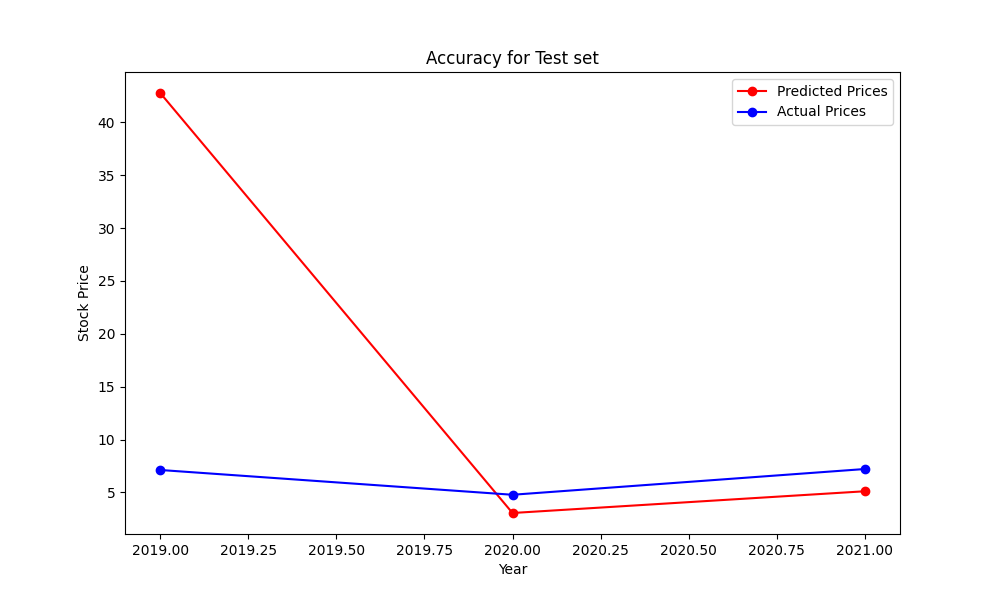 Accuracy for Test set
Predicted Prices
Actual Prices
Stock Price
40
35
30
25
20
15
10
5
2019.00 2019.25 2019.50 2019.75 2020.00 2020.25 2020.50 2020.75 2021.00
Year